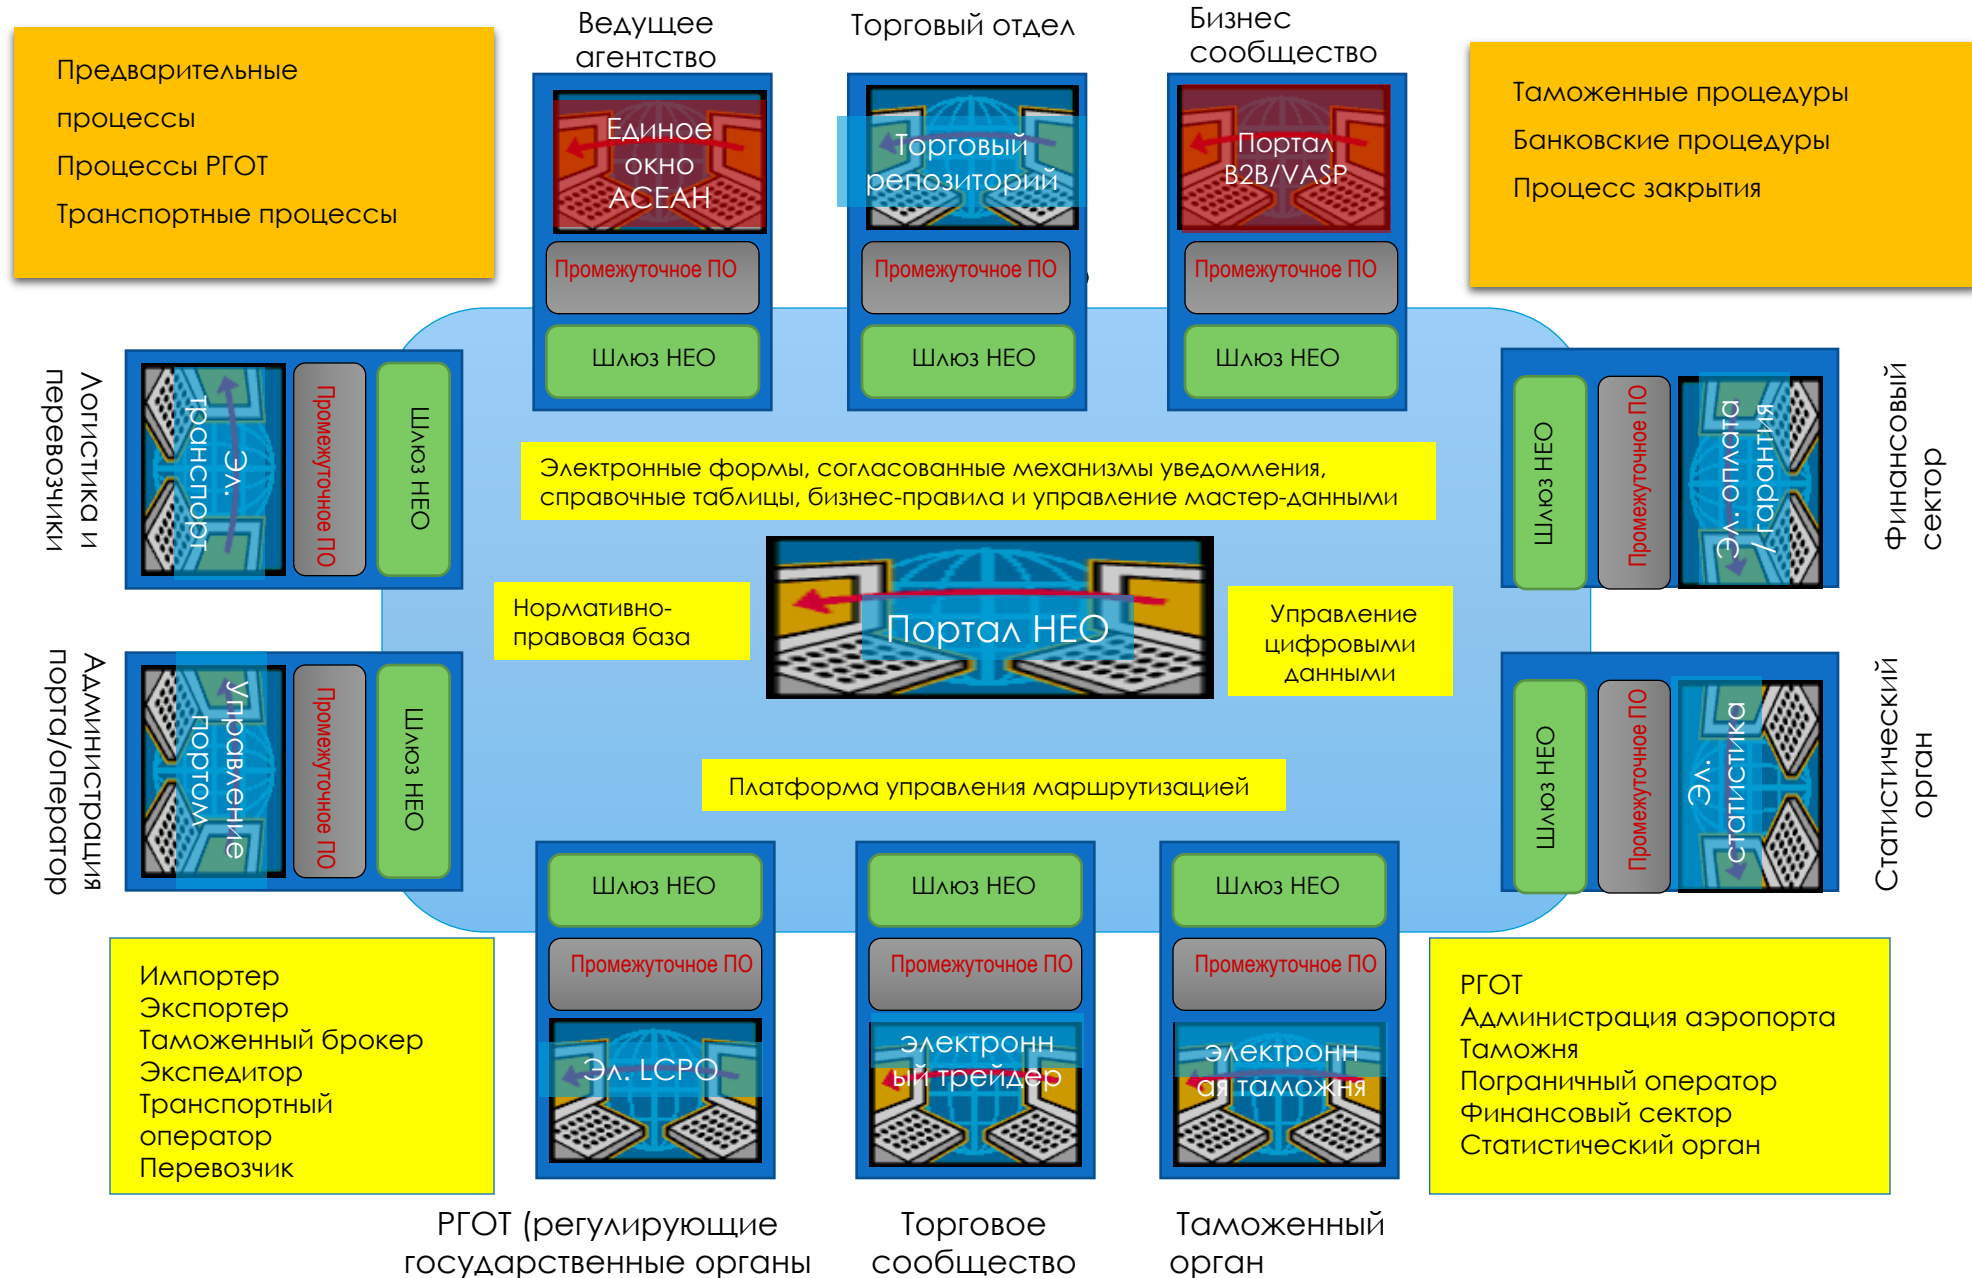 Предварительные
процессы
Процессы РГОТ
Транспортные процессы
Ведущее
агентство
Торговый отдел
Бизнес
сообщество
Таможенные процедуры
Банковские процедуры
Процесс закрытия
Единое
окно
АСЕАН
Промежуточное ПО
Шлюз НЕО
Торговый
репозиторий
Промежуточное ПО
Шлюз НЕО
Портал
B2B/VASP
Промежуточное ПО
Шлюз НЕО
Логистика и
перевозчики
Эл.
транспорт
Промежуточное ПО
Шлюз НЕО
Шлюз НЕО
Промежуточное ПО
Эл. оплата
/ гарантия
Финансовый
сектор
Электронные формы, согласованные механизмы уведомления,
справочные таблицы, бизнес-правила и управление мастер-данными
Нормативно-
правовая база
Портал НЕО
Управление
цифровыми
данными
Платформа управления маршрутизацией
Администрация
порта/оператор
Управление
портом
Промежуточное ПО
Шлюз НЕО
Шлюз НЕО
Промежуточное ПО
Эл.
статистика
Статистический
орган
Шлюз НЕО
Промежуточное ПО
Эл. LCPO
Шлюз НЕО
Промежуточное ПО
электронн
ый трейдер
Шлюз НЕО
Промежуточное ПО
электронн
ая таможня
Импортер
Экспортер
Таможенный брокер
Экспедитор
Транспортный
оператор
Перевозчик
РГОТ
Администрация аэропорта
Таможня
Пограничный оператор
Финансовый сектор
Статистический орган
РГОТ (регулирующие
государственные органы
Торговое
сообщество
Таможенный
орган